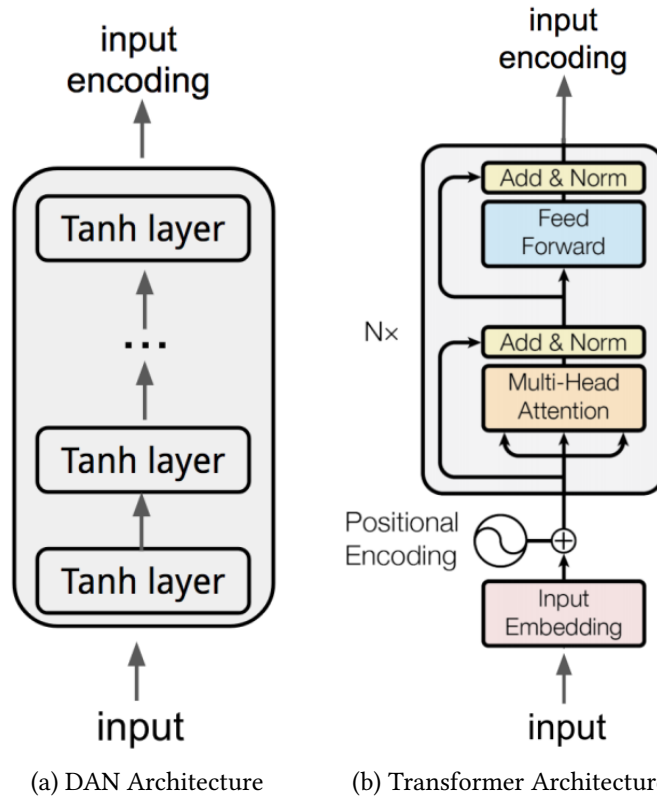 input
encoding
Tanh layer
...
Tanh layer
Tanh layer
input
(a) DAN Architecture
input
encoding
Add & Norm
Feed
Forward
Nx
Add & Norm
Multi-Head
Attention
Positional
Encoding
Input
Embedding
input
(b) Transformer Architectur